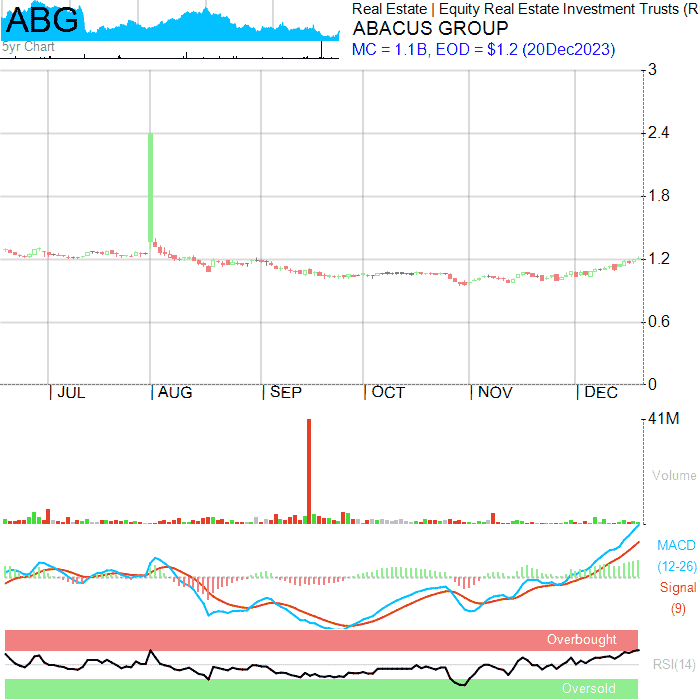 ABG
5yr Chart
Real Estate | Equity Real Estate Investment Trusts (R
ABACUS GROUP
MC = 1.1B, EOD = $1.2 (20Dec2023)
3
2.4
1.8
1.2
0.6
0
JUL
AUG
SEP
OCT
NOV
DEC
41M
Volume
MACD
(12-26)
Signal
(9)
Overbought
RSI(14)
Oversold